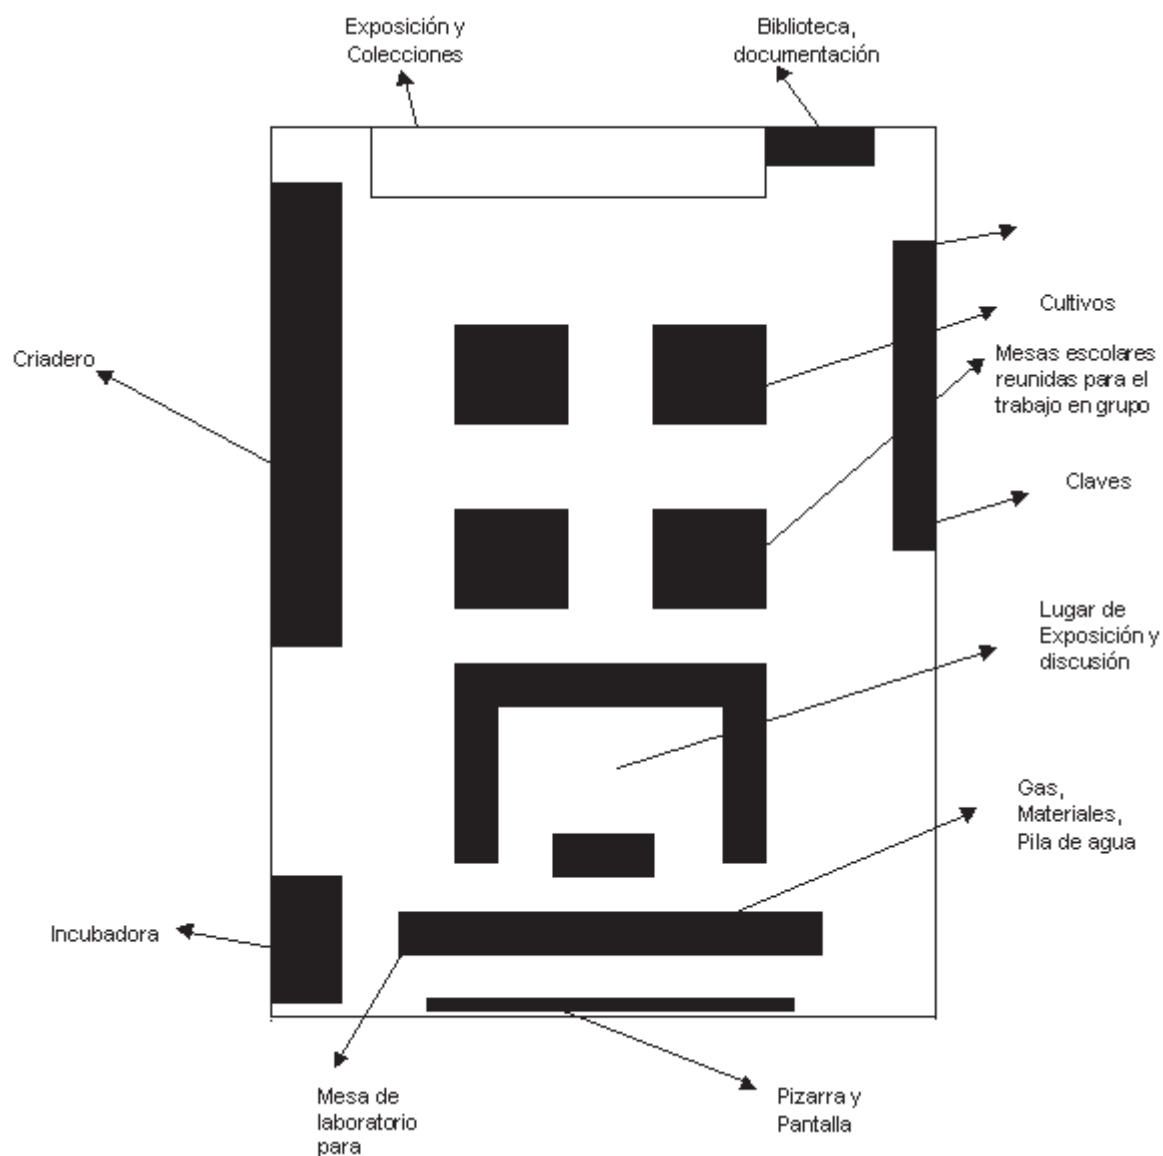 Exposición y
Colecciones
Biblioteca,
documentación
Cultivos
Mesas escolares
reunidas para el
trabajo en grupo
Criadero
Claves
Lugar de
Exposición y
discusión
Gas,
Materiales,
Pila de agua
Incubadora
Mesa de
laboratorio
para
Pizarra y
Pantalla